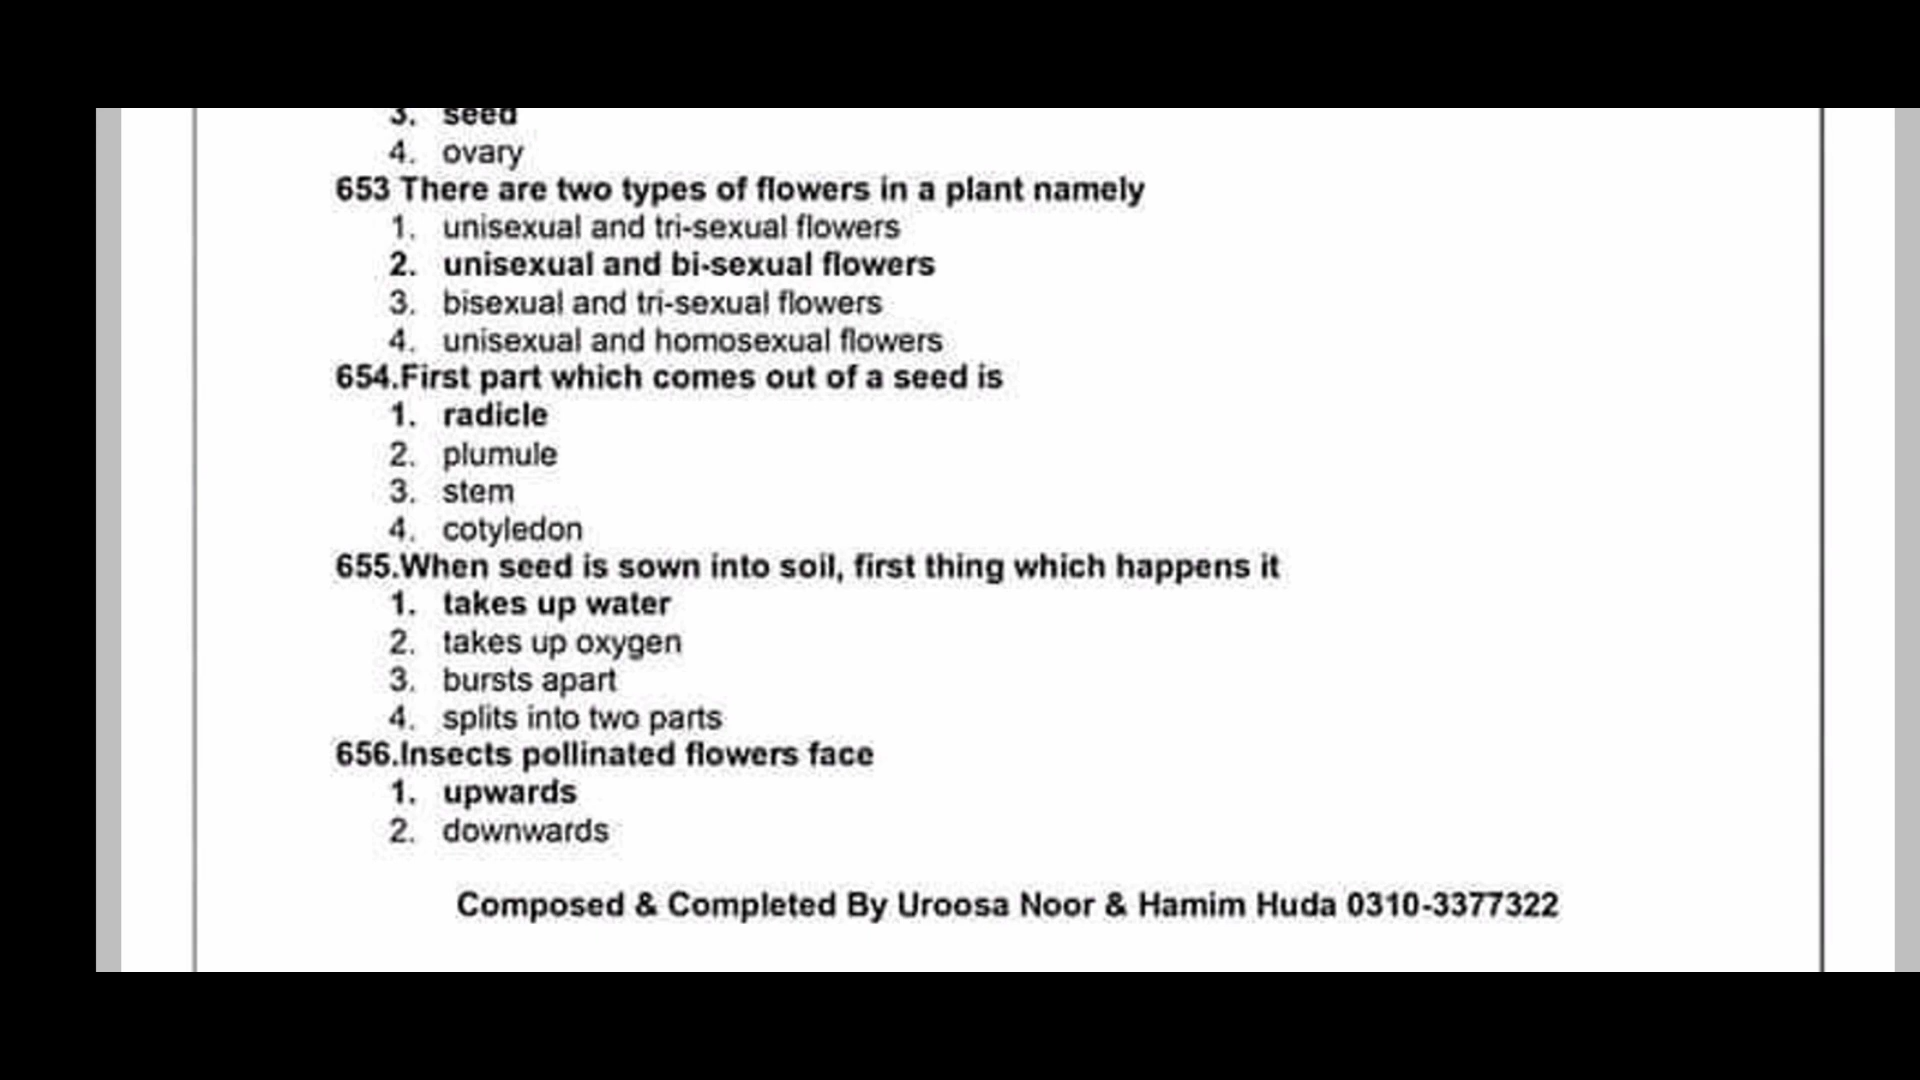 3. seed
4. ovary
653 There are two types of flowers in a plant namely
1. unisexual and tri-sexual flowers
2. unisexual and bi-sexual flowers
3. bisexual and tri-sexual flowers
4. unisexual and homosexual flowers
654.First part which comes out of a seed is
1. radicle
2. plumule
3. stem
4. cotyledon
655.When seed is sown into soil, first thing which happens it
1. takes up water
2. takes up oxygen
3. bursts apart
4. splits into two parts
656.Insects pollinated flowers face
1. upwards
2. downwards
Composed & Completed By Uroosa Noor & Hamim Huda 0310-3377322